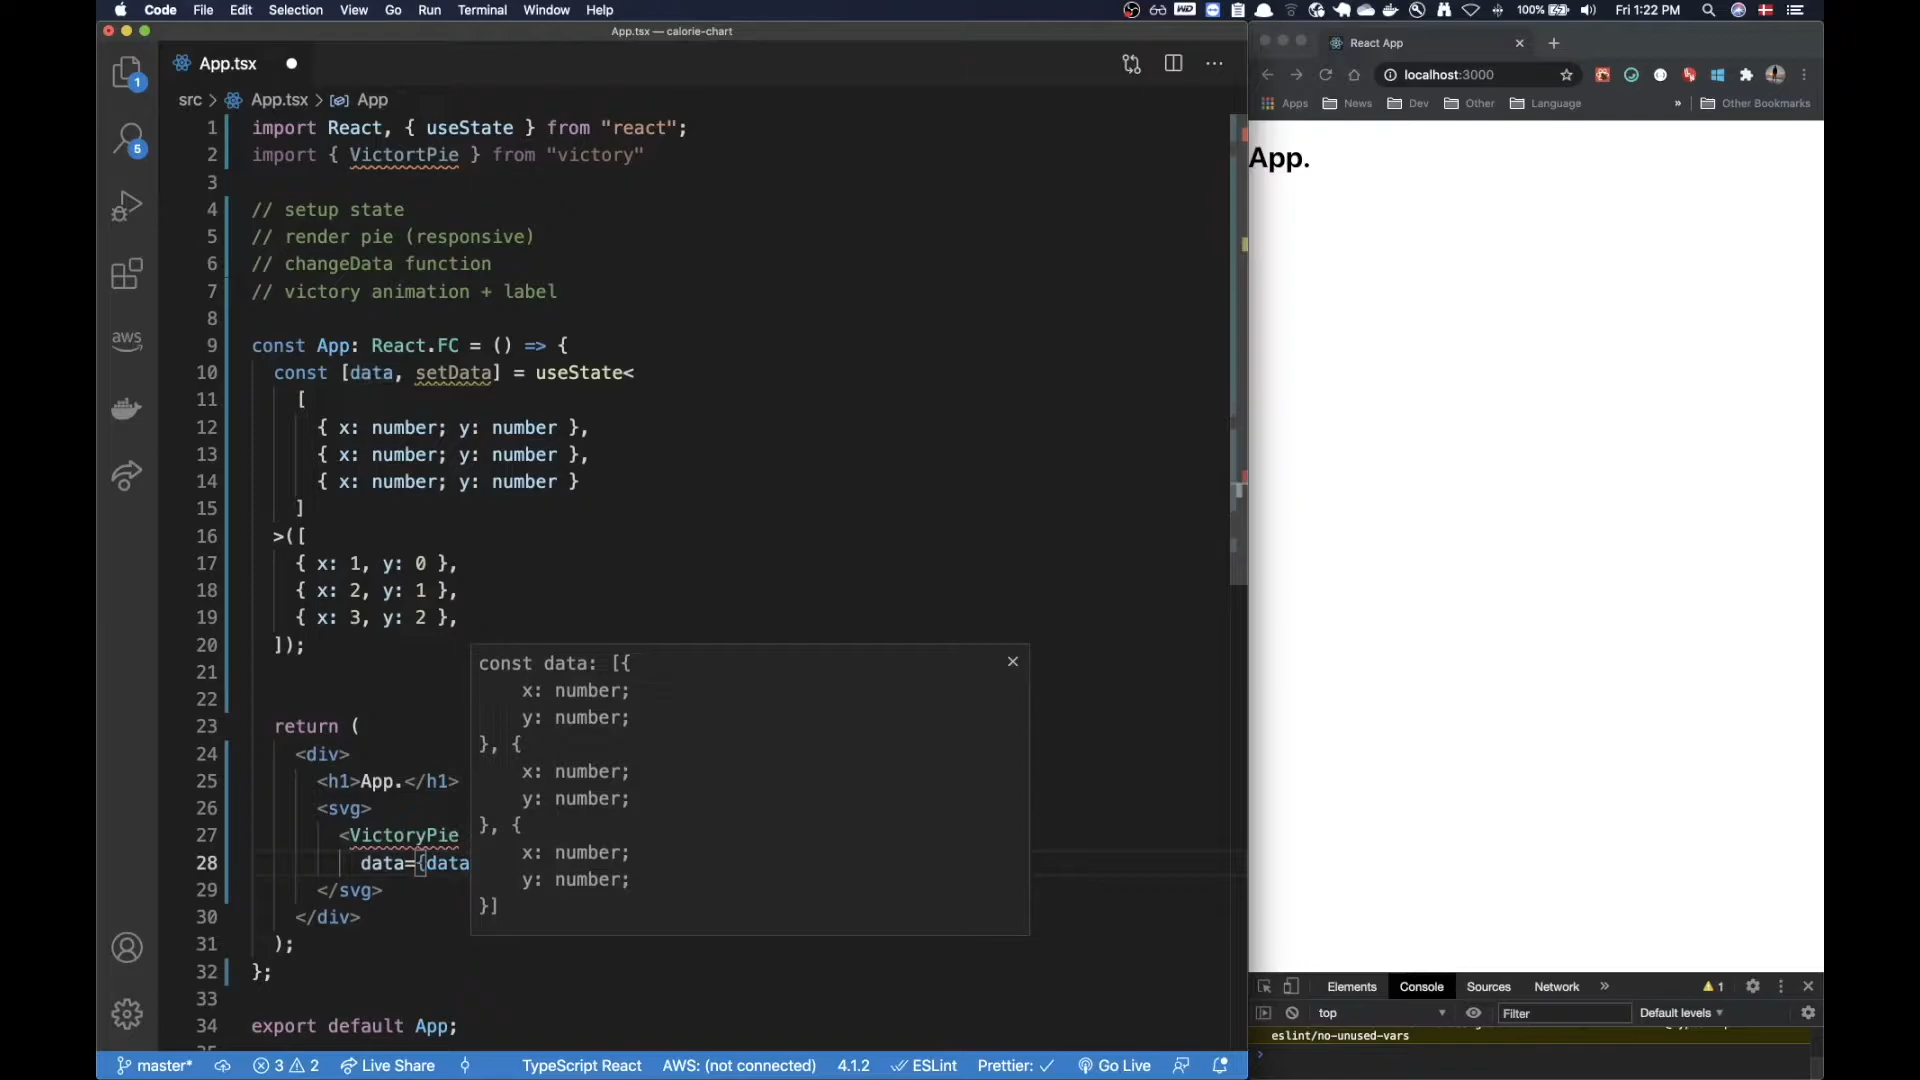 Code File Edit Selection View Go Run Terminal Window Help
100% Fri 1:22 PM
App.tsx — calorie-chart
App.tsx
src > App.tsx > App
1 import React, { useState } from "react";
2 import { VictortPie } from "victory"
3
4 // setup state
5 // render pie (responsive)
6 // changeData function
7 // victory animation + label
8
9 const App: React.FC = () => {
10 const [data, setData] = useState<
11 [
12 { x: number; y: number },
13 { x: number; y: number },
14 { x: number; y: number }
15 ]
16 >([
17 { x: 1, y: 0 },
18 { x: 2, y: 1 },
19 { x: 3, y: 2 },
20 ]);
21
22
23 return (
24 <div>
25 <h1>App.</h1>
26 <svg>
27 <VictoryPie
28 data={data
29 </svg>
30 </div>
31 );
32 };
33
34 export default App;
const data: [{
x: number;
y: number;
}, {
x: number;
y: number;
}, {
x: number;
y: number;
}]
1
5
aws
master* 3 2 Live Share TypeScript React AWS: (not connected) 4.1.2 ESLint Prettier: ✓ Go Live
React App
localhost:3000
Apps News Dev Other Language » Other Bookmarks
App.
Elements Console Sources Network » 1
top Filter Default levels
eslint/no-unused-vars
>